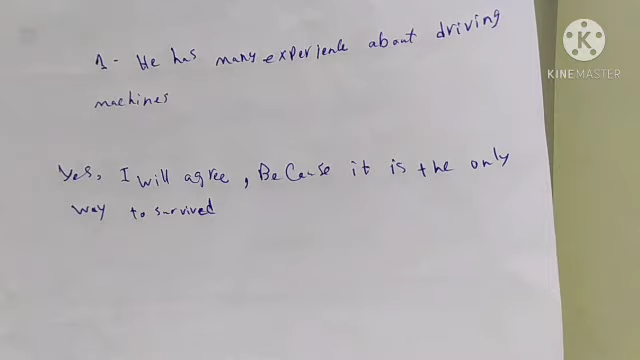 1- He has many experience about driving
machines
Yes, I will agree, Because it is the only
way to survived
KINEMASTER